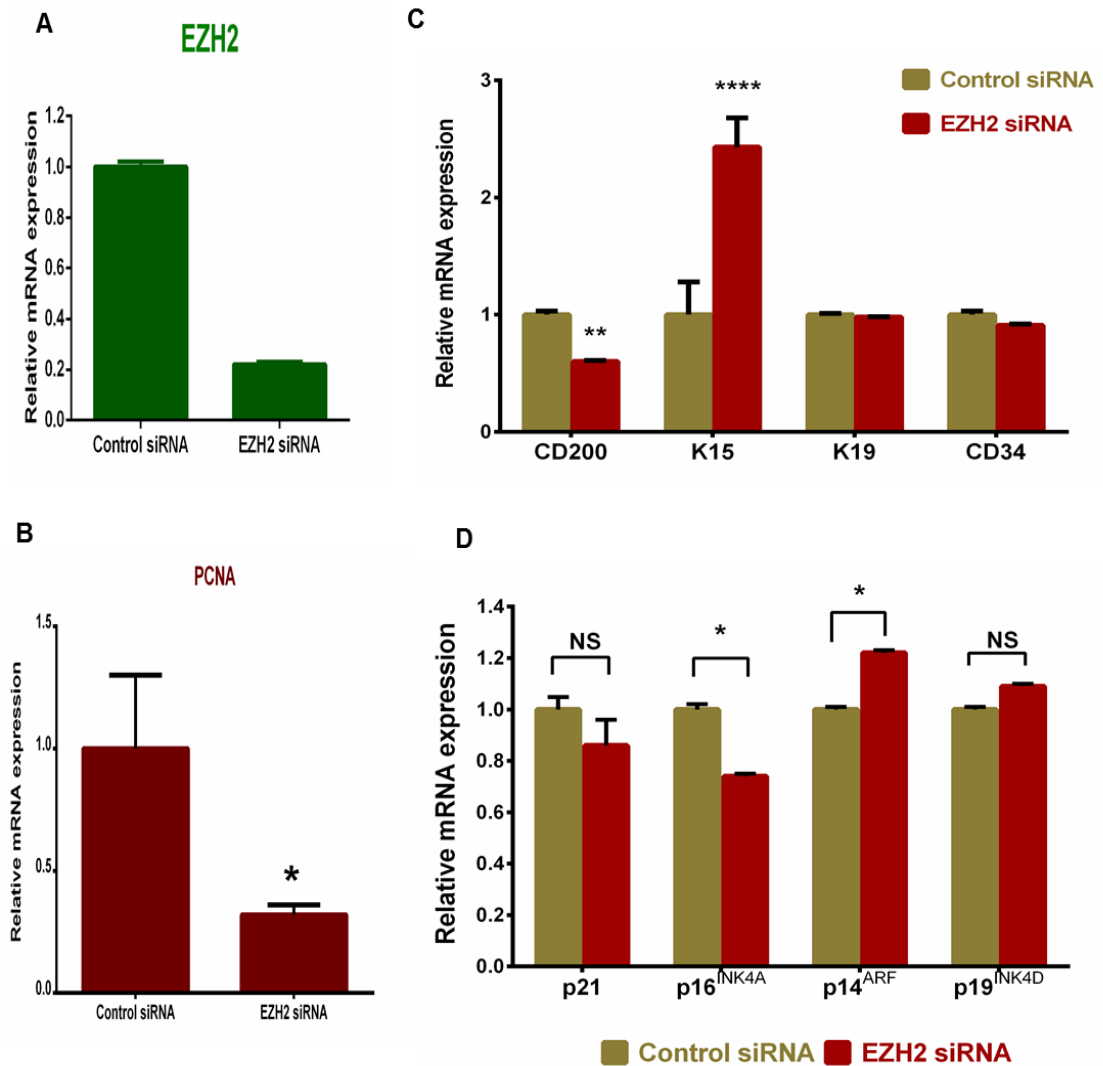 A
EZH2
Relative mRNA expression
1.2
1.0
0.8
0.6
0.4
0.2
0.0
Control siRNA EZH2 siRNA
B
PCNA
Relative mRNA expression
1.5
1.0
0.5
0.0
*
Control siRNA EZH2 siRNA
C
Control siRNA
EZH2 siRNA
Relative mRNA expression
3
2
1
0
**
****
CD200 K15 K19 CD34
D
Relative mRNA expression
1.4
1.2
1.0
0.8
0.6
0.4
0.2
0.0
NS * * NS
p21 p16INK4A p14ARF p19INK4D
Control siRNA EZH2 siRNA